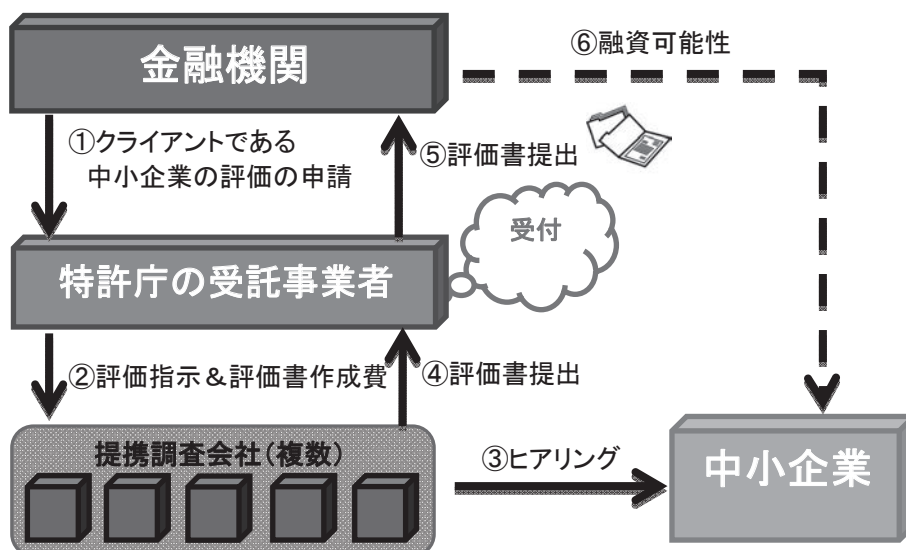 ⑥融資可能性
金融機関
①クライアントである
中小企業の評価の申請
⑤評価書提出
受付
特許庁の受託事業者
②評価指示＆評価書作成費
④評価書提出
提携調査会社（複数）
③ヒアリング
中小企業